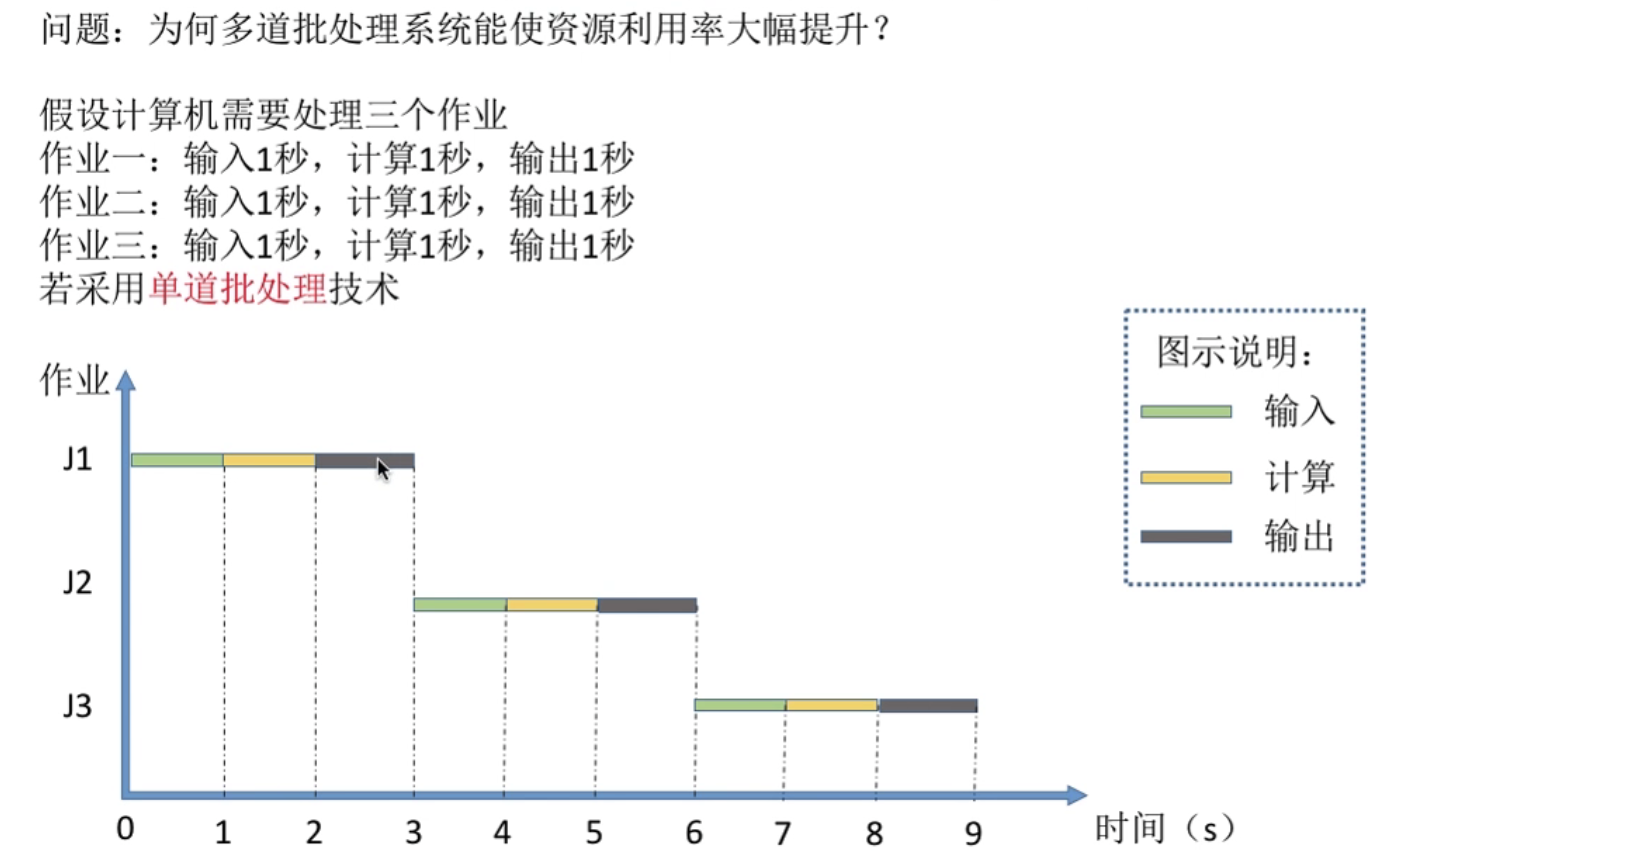 问题：为何多道批处理系统能使资源利用率大幅提升？
假设计算机需要处理三个作业
作业一：输入1秒，计算1秒，输出1秒
作业二：输入1秒，计算1秒，输出1秒
作业三：输入1秒，计算1秒，输出1秒
若采用单道批处理技术
图示说明：
输入
计算
输出
作业
J1
J2
J3
0 1 2 3 4 5 6 7 8 9 时间（s）